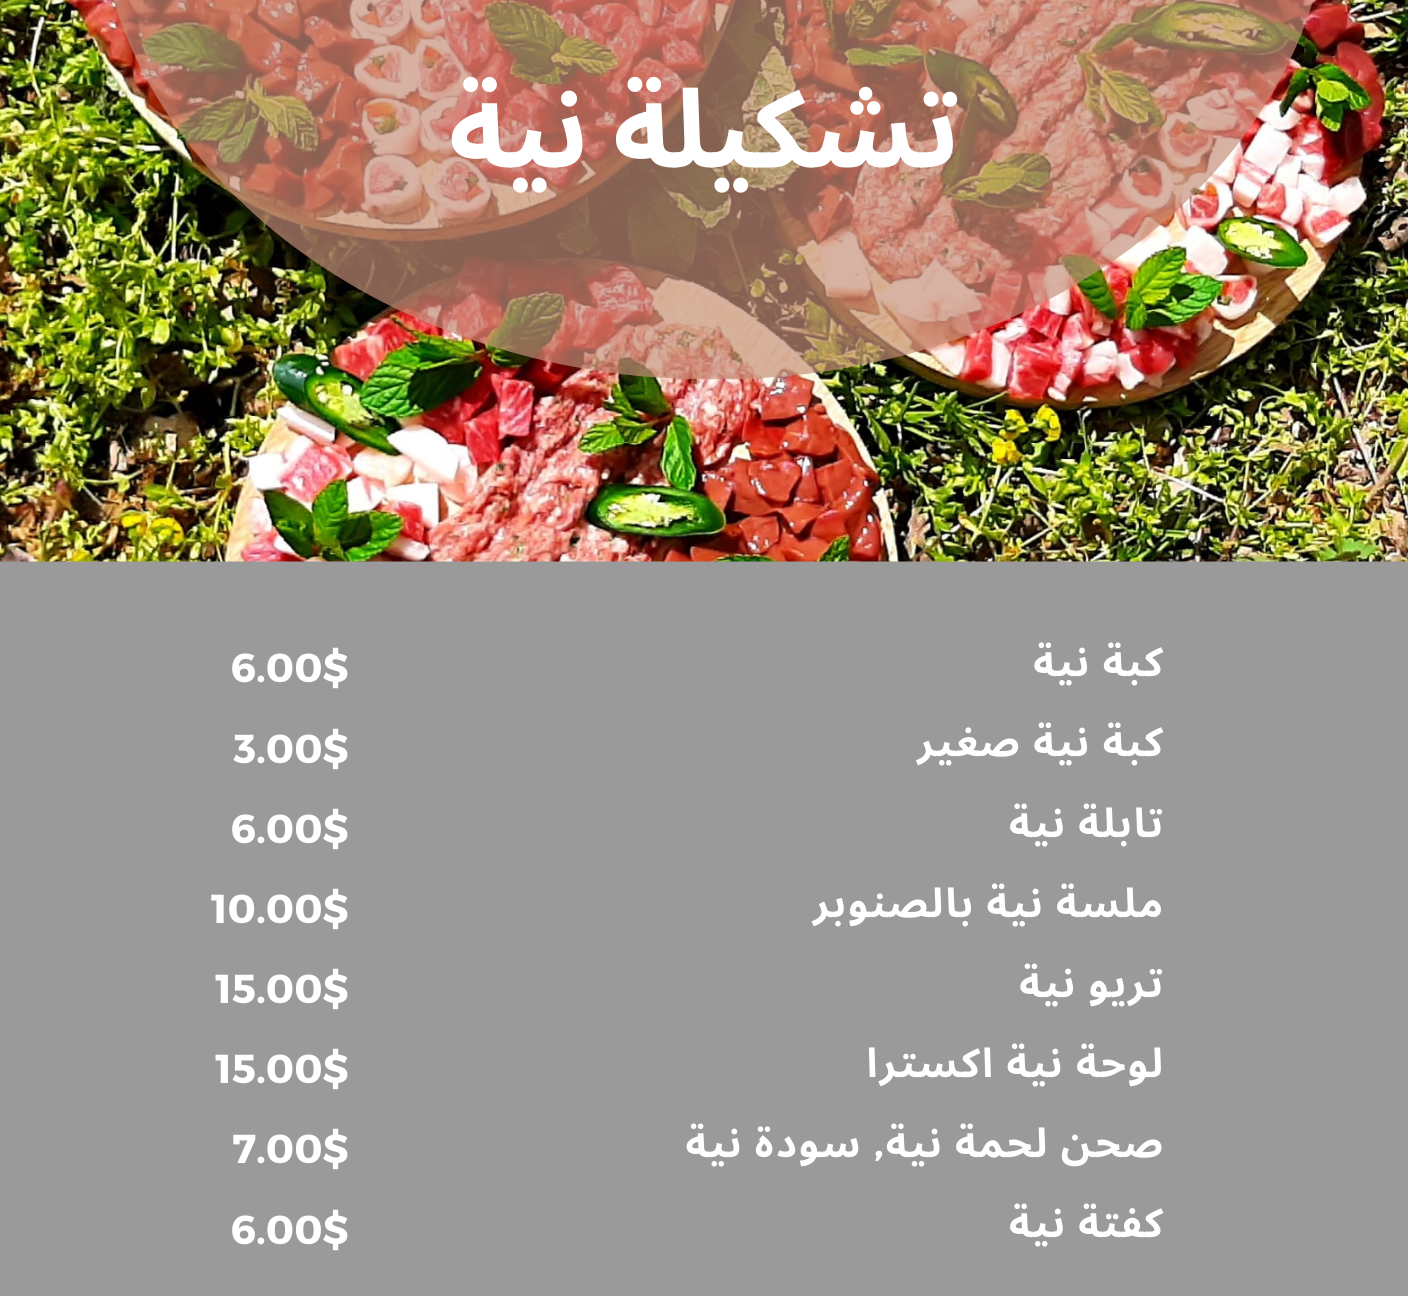 تشكيلة نية
كبة نية 6.00$
كبة نية صغير 3.00$
تابلة نية 6.00$
ملسة نية بالصنوبر 10.00$
تريو نية 15.00$
لوحة نية اكسترا 15.00$
صحن لحمة نية, سودة نية 7.00$
كفتة نية 6.00$